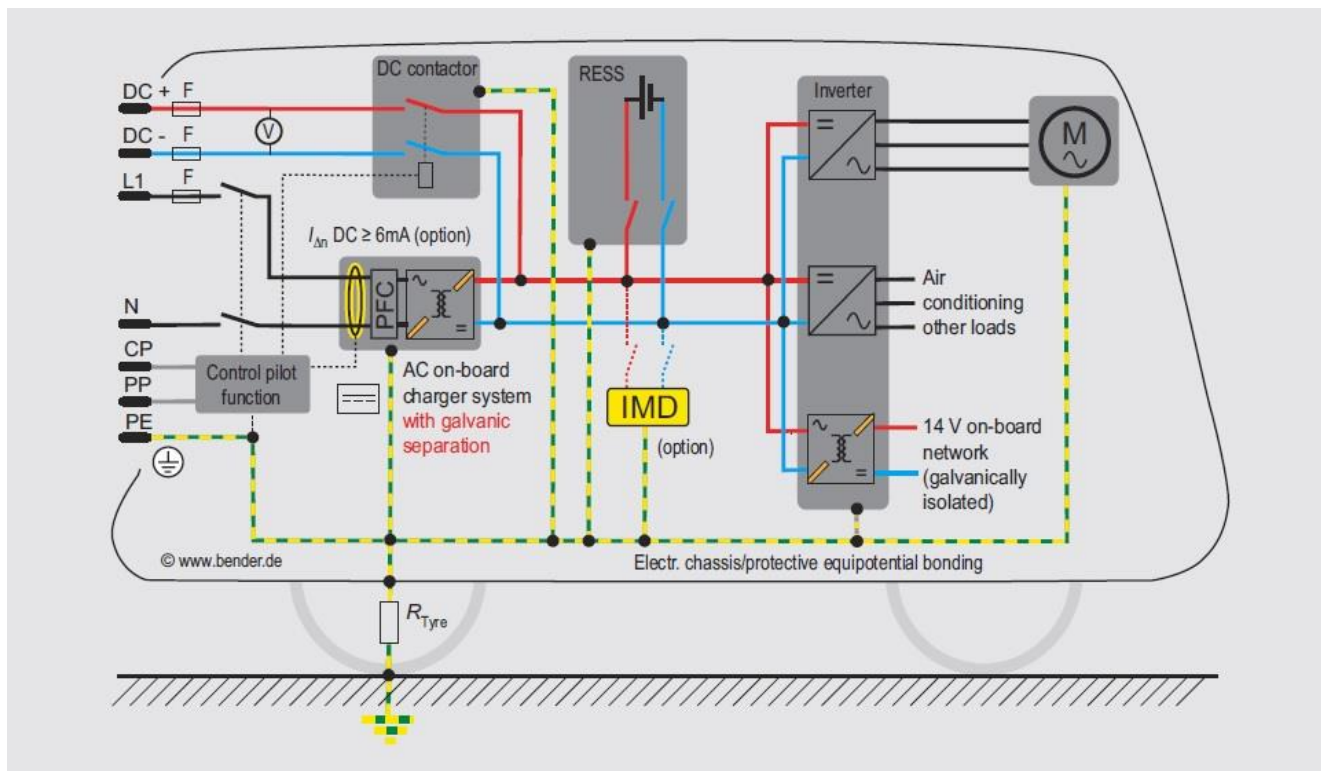 DC contactor
RESS
DC +
F
Inverter
M
V
DC -
F
L1
F
I∆n DC ≥ 6mA (option)
PFC
Air
conditioning
other loads
N
CP
PP
PE
Control pilot
function
AC on-board
charger system
with galvanic
separation
IMD
(option)
14 V on-board
network
(galvanically
isolated)
© www.bender.de
Electr. chassis/protective equipotential bonding
RTyre